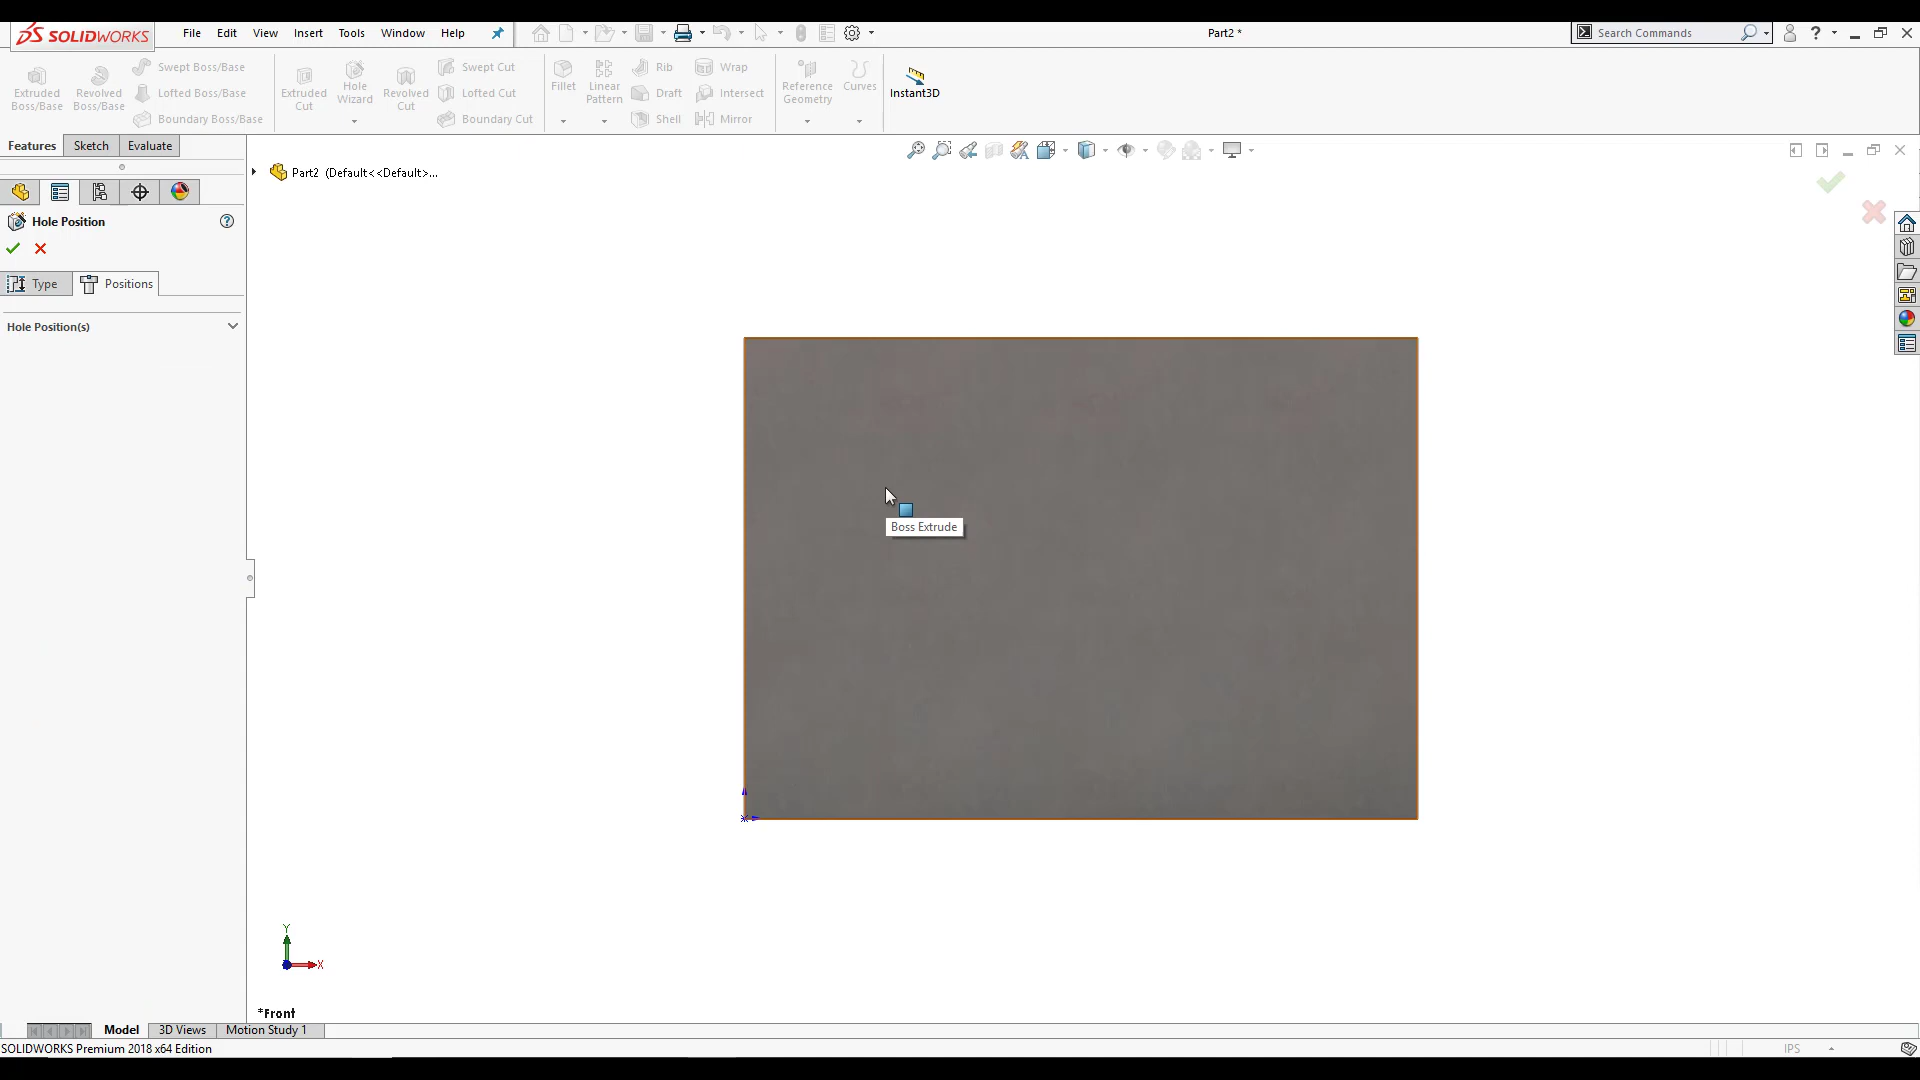 SOLIDWORKS File Edit View Insert Tools Window Help Part2 * Search Commands ?
Extruded Boss/Base
Revolved Boss/Base
Swept Boss/Base
Lofted Boss/Base
Boundary Boss/Base
Extruded Cut
Hole Wizard
Revolved Cut
Swept Cut
Lofted Cut
Boundary Cut
Fillet
Linear Pattern
Rib
Draft
Shell
Wrap
Intersect
Mirror
Reference Geometry
Curves
Instant3D
Features Sketch Evaluate
Part2 (Default<<Default>...
Hole Position ?
Type Positions
Hole Position(s)
Boss Extrude
Y
X
*Front
Model 3D Views Motion Study 1
SOLIDWORKS Premium 2018 x64 Edition IPS